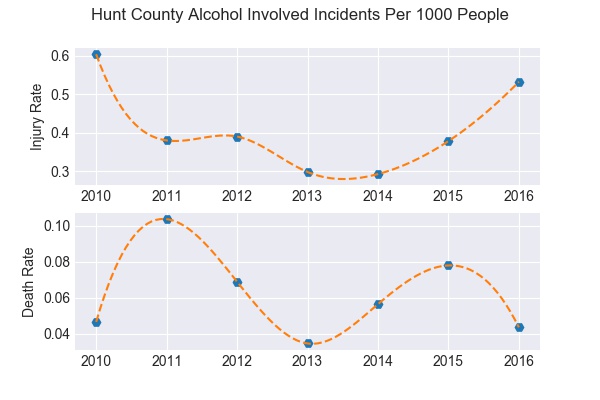 Hunt County Alcohol Involved Incidents Per 1000 People
Injury Rate
0.6
0.5
0.4
0.3
2010 2011 2012 2013 2014 2015 2016
Death Rate
0.10
0.08
0.06
0.04
2010 2011 2012 2013 2014 2015 2016